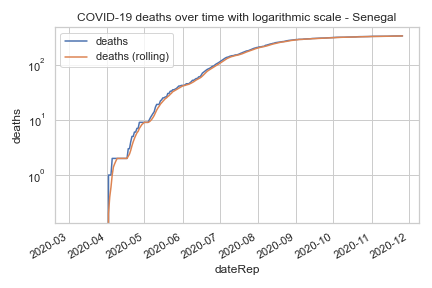 COVID-19 deaths over time with logarithmic scale - Senegal
deaths
deaths (rolling)
deaths
10²
10¹
10⁰
2020-03
2020-04
2020-05
2020-06
2020-07
2020-08
2020-09
2020-10
2020-11
2020-12
dateRep